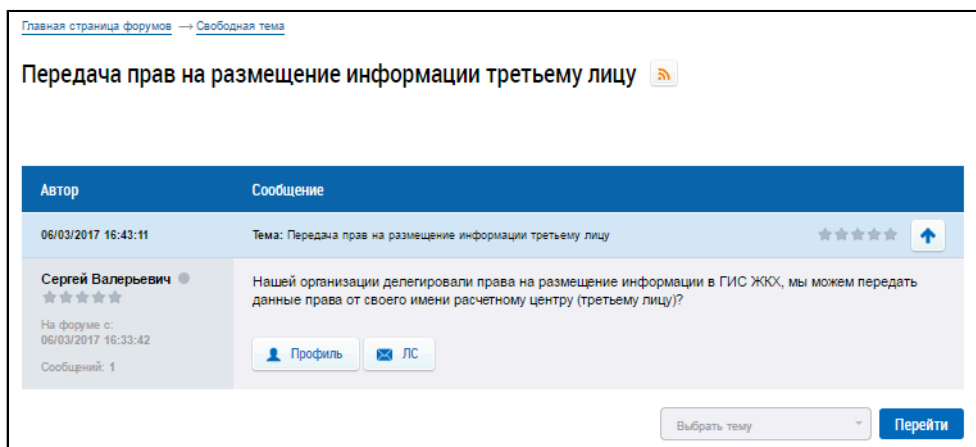 Главная страница форумов → Свободная тема
Передача прав на размещение информации третьему лицу
Автор Сообщение
06/03/2017 16:43:11 Тема: Передача прав на размещение информации третьему лицу
Сергей Валерьевич
На форуме с:
06/03/2017 16:33:42
Сообщений: 1
Нашей организации делегировали права на размещение информации в ГИС ЖКХ, мы можем передать
данные права от своего имени расчетному центру (третьему лицу)?
Профиль ЛС
Выбрать тему Перейти